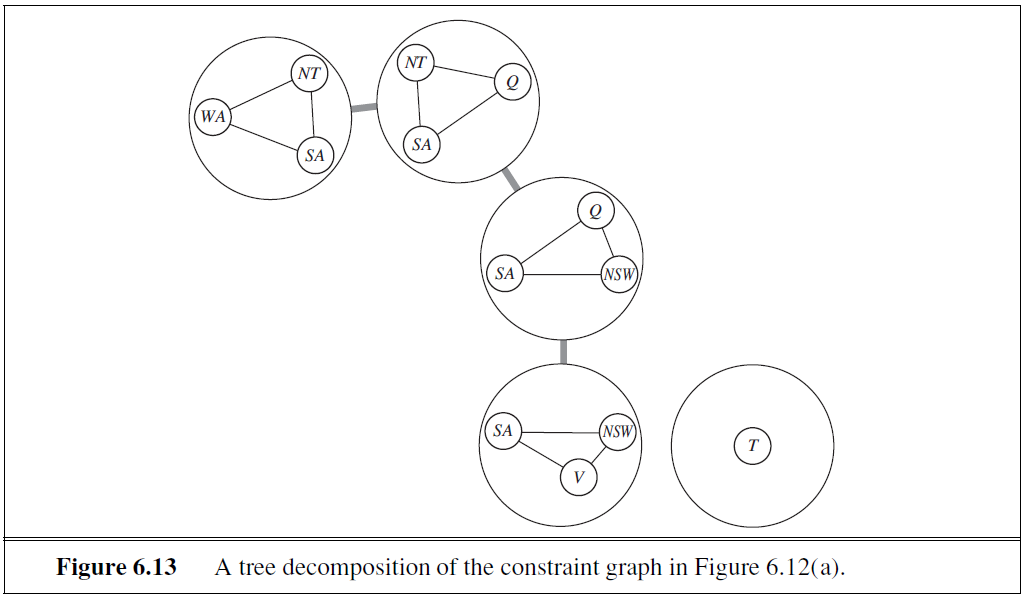 NT
WA
SA
NT
Q
SA
Q
SA
NSW
SA
NSW
V
T
Figure 6.13 A tree decomposition of the constraint graph in Figure 6.12(a).